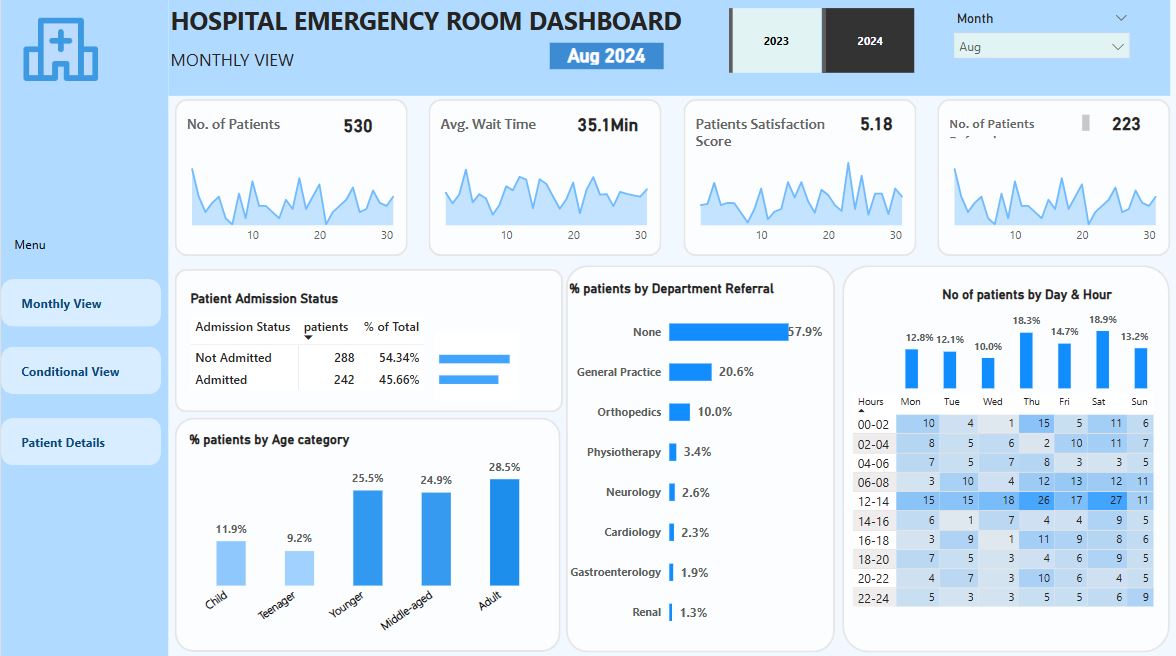 HOSPITAL EMERGENCY ROOM DASHBOARD
MONTHLY VIEW
Aug 2024
2023
2024
Month
Aug
Menu
Monthly View
Conditional View
Patient Details
No. of Patients 530
10 20 30
Avg. Wait Time 35.1Min
10 20 30
Patients Satisfaction 5.18
Score
10 20 30
No. of Patients 223
10 20 30
Patient Admission Status
Admission Status patients % of Total
Not Admitted 288 54.34%
Admitted 242 45.66%
% patients by Age category
11.9% 9.2% 25.5% 24.9% 28.5%
Child Teenager Younger Middle-aged Adult
% patients by Department Referral
None 57.9%
General Practice 20.6%
Orthopedics 10.0%
Physiotherapy 3.4%
Neurology 2.6%
Cardiology 2.3%
Gastroenterology 1.9%
Renal 1.3%
No of patients by Day & Hour
12.8% 12.1% 10.0% 18.3% 14.7% 18.9% 13.2%
Hours Mon Tue Wed Thu Fri Sat Sun
00-02 10 4 1 15 5 11 6
02-04 8 5 6 2 10 11 7
04-06 7 5 7 8 3 3 5
06-08 3 10 4 12 13 12 11
12-14 15 15 18 26 17 27 11
14-16 6 1 7 4 4 9 5
16-18 3 9 1 11 9 8 6
18-20 7 5 3 4 6 9 5
20-22 4 7 3 10 6 4 5
22-24 5 3 3 5 5 6 9